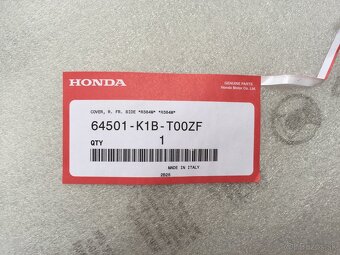 HONDA
GENUINE PARTS
Honda Motor Co., Ltd.
COVER, R. FR. SIDE *R304M* *R304M*
64501-K1B-T00ZF
QTY 1
MADE IN ITALY